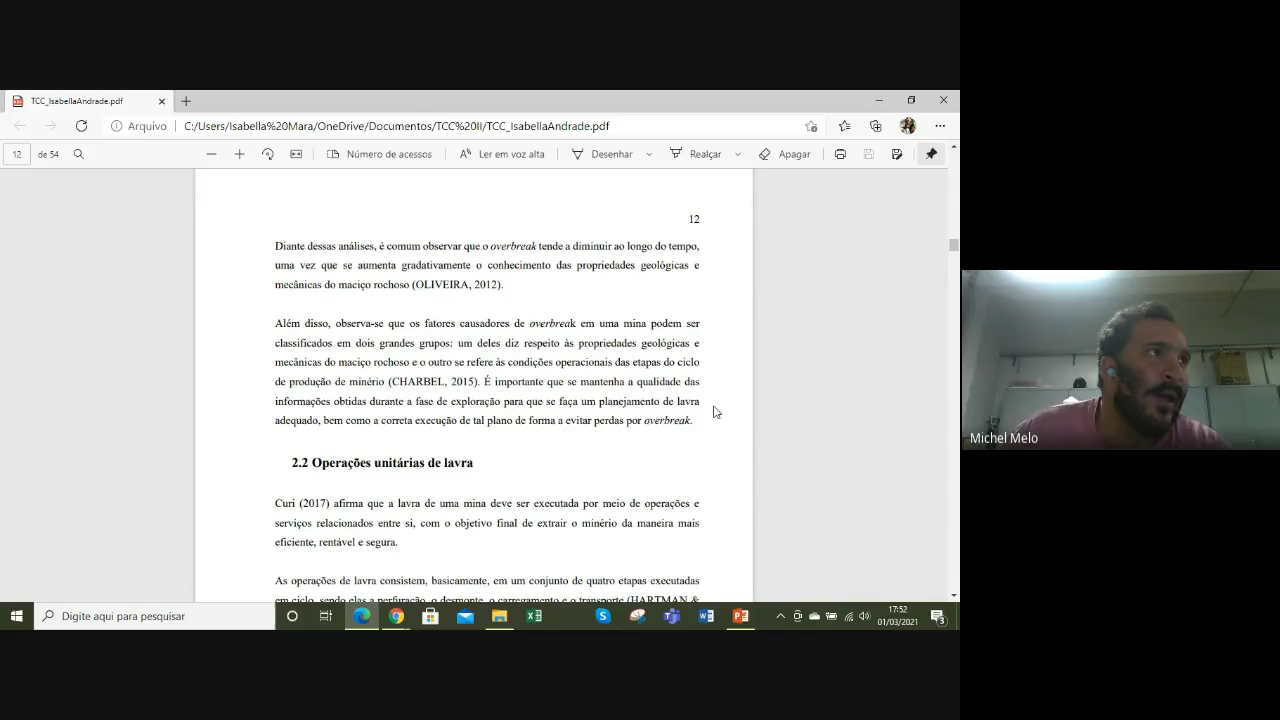 TCC_IsabellaAndrade.pdf
Arquivo
C:/Users/Isabella%20Mara/OneDrive/Documentos/TCC%20II/TCC_IsabellaAndrade.pdf
12 de 54
Número de acessos
Ler em voz alta
Desenhar
Realçar
Apagar
12
Diante dessas análises, é comum observar que o overbreak tende a diminuir ao longo do tempo,
uma vez que se aumenta gradativamente o conhecimento das propriedades geológicas e
mecânicas do maciço rochoso (OLIVEIRA, 2012).
Além disso, observa-se que os fatores causadores de overbreak em uma mina podem ser
classificados em dois grandes grupos: um deles diz respeito às propriedades geológicas e
mecânicas do maciço rochoso e o outro se refere às condições operacionais das etapas do ciclo
de produção de minério (CHARBEL, 2015). É importante que se mantenha a qualidade das
informações obtidas durante a fase de exploração para que se faça um planejamento de lavra
adequado, bem como a correta execução de tal plano de forma a evitar perdas por overbreak.
2.2 Operações unitárias de lavra
Curi (2017) afirma que a lavra de uma mina deve ser executada por meio de operações e
serviços relacionados entre si, com o objetivo final de extrair o minério da maneira mais
eficiente, rentável e segura.
As operações de lavra consistem, basicamente, em um conjunto de quatro etapas executadas
em ciclo, sendo elas a perfuração, o desmonte, o carregamento e o transporte (HARTMAN &
Michel Melo
Digite aqui para pesquisar
17:52
01/03/2021
3